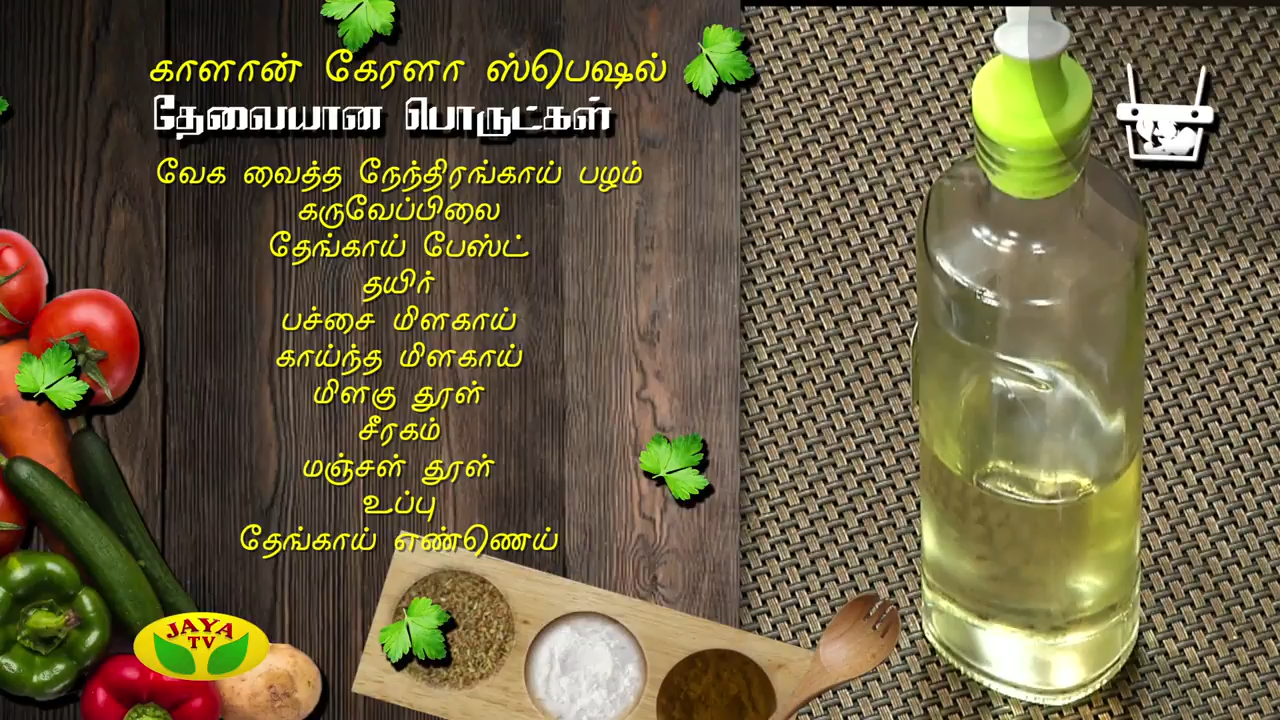 காளான் கேரளா ஸ்பெஷல்
தேவையான பொருட்கள்
வேக வைத்த நேந்திரங்காய் பழம்
கருவேப்பிலை
தேங்காய் பேஸ்ட்
தயிர்
பச்சை மிளகாய்
காய்ந்த மிளகாய்
மிளகு தூள்
சீரகம்
மஞ்சள் தூள்
உப்பு
தேங்காய் எண்ணெய்
JAYA
TV